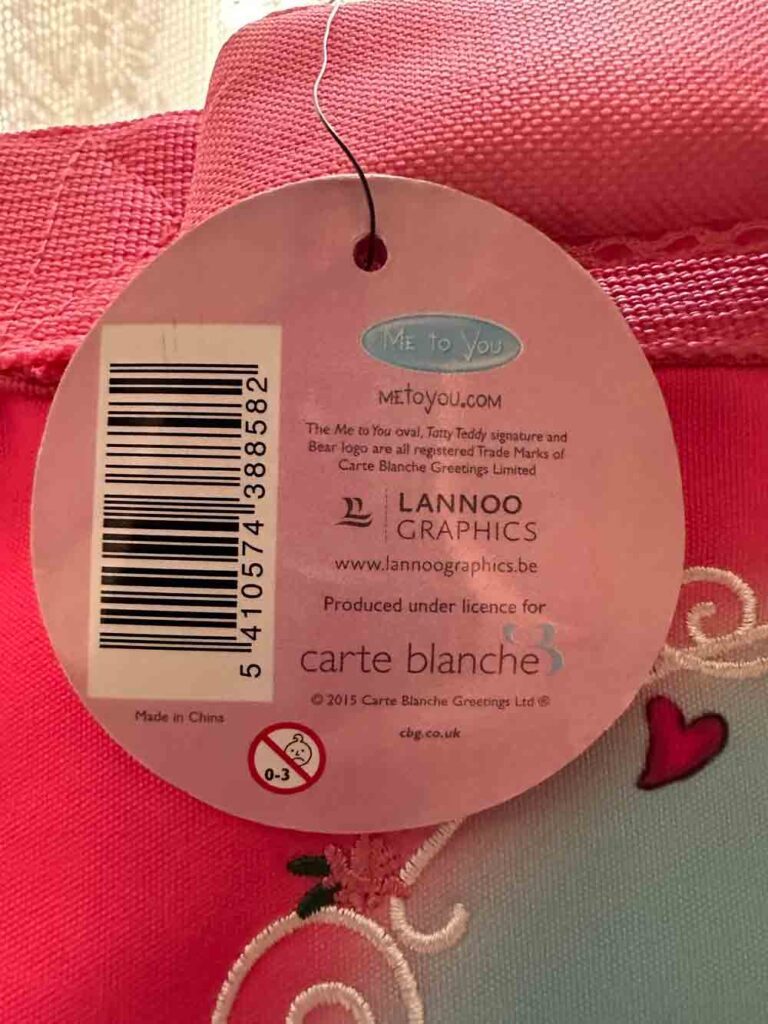 ME to YOU
METOYOU.COM
The Me to You oval, Tatty Teddy signature and
Bear logo are all registered Trade Marks of
Carte Blanche Greetings Limited
LANNOO
GRAPHICS
www.lannoographics.be
Produced under licence for
carte blanche
© 2015 Carte Blanche Greetings Ltd ®
cbg.co.uk
5 410574 388582
Made in China
0-3